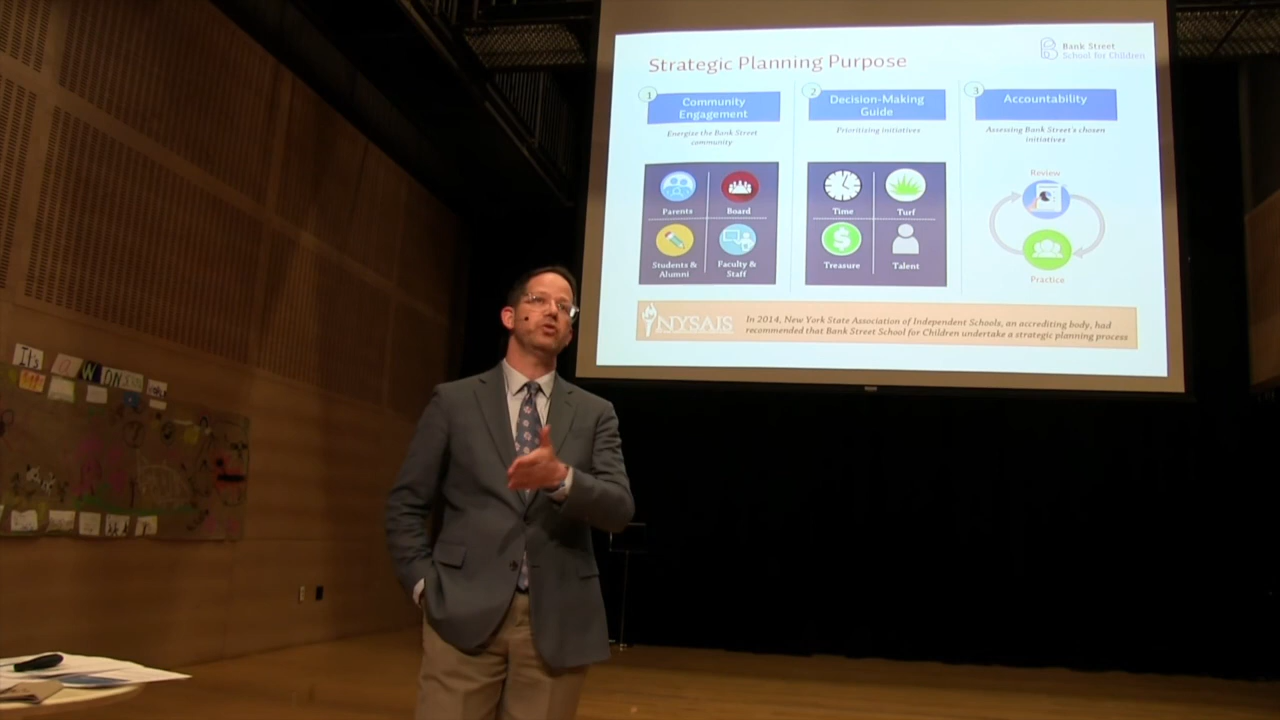 Strategic Planning Purpose
Bank Street
School for Children
1
Community
Engagement
Energize the Bank Street
community
Parents
Board
Students &
Alumni
Faculty &
Staff
2
Decision-Making
Guide
Prioritizing initiatives
Time
Turf
Treasure
Talent
3
Accountability
Assessing Bank Street's chosen
initiatives
Review
Practice
NYSAIS
In 2014, New York State Association of Independent Schools, an accrediting body, had
recommended that Bank Street School for Children undertake a strategic planning process
It's
a